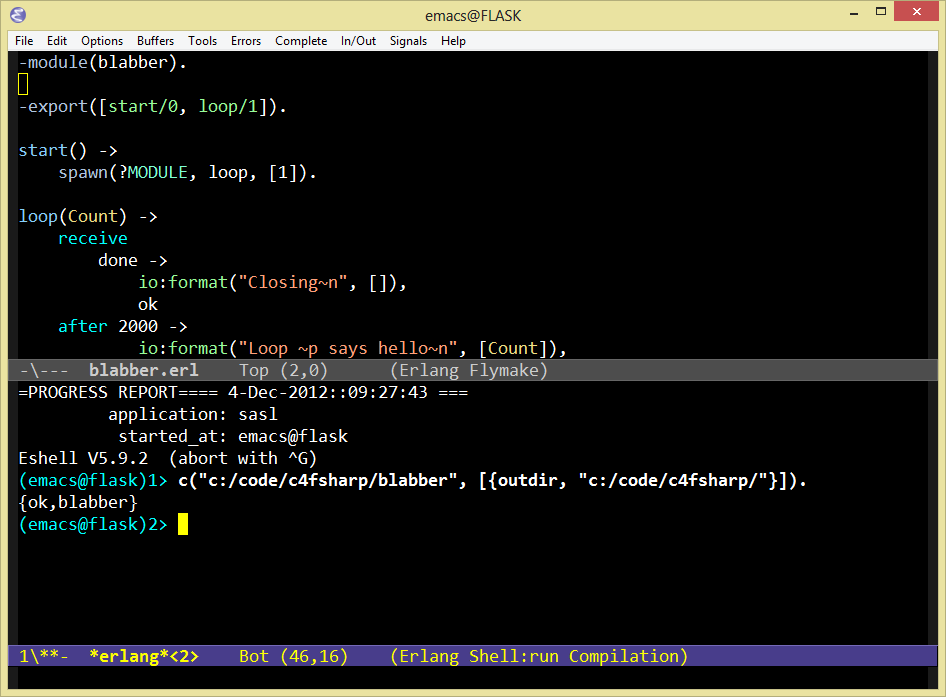 emacs@FLASK
File Edit Options Buffers Tools Errors Complete In/Out Signals Help
-module(blabber).
-export([start/0, loop/1]).
start() ->
    spawn(?MODULE, loop, [1]).
loop(Count) ->
    receive
        done ->
            io:format("Closing~n", []),
            ok
    after 2000 ->
            io:format("Loop ~p says hello~n", [Count]),
-\--- blabber.erl Top (2,0) (Erlang Flymake)
=PROGRESS REPORT==== 4-Dec-2012::09:27:43 ===
         application: sasl
          started_at: emacs@flask
Eshell V5.9.2  (abort with ^G)
(emacs@flask)1> c("c:/code/c4fsharp/blabber", [{outdir, "c:/code/c4fsharp/"}]).
{ok,blabber}
(emacs@flask)2>
1\**- *erlang*<2> Bot (46,16) (Erlang Shell:run Compilation)